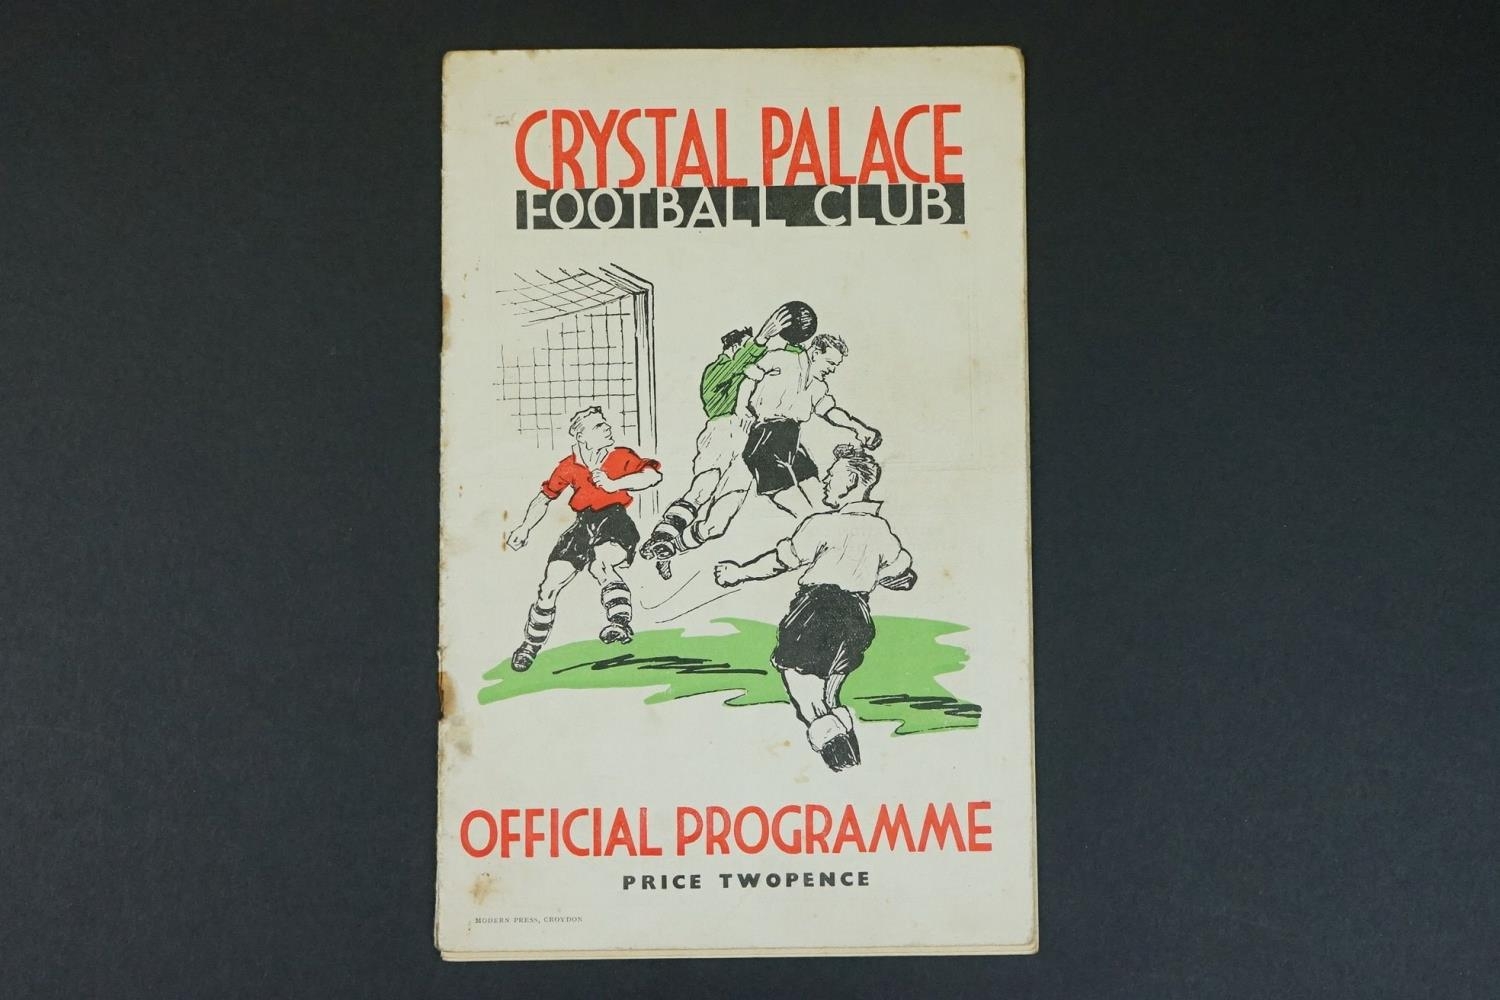 CRYSTAL PALACE
FOOTBALL CLUB
OFFICIAL PROGRAMME
PRICE TWOPENCE
MODERN PRESS, CROYDON